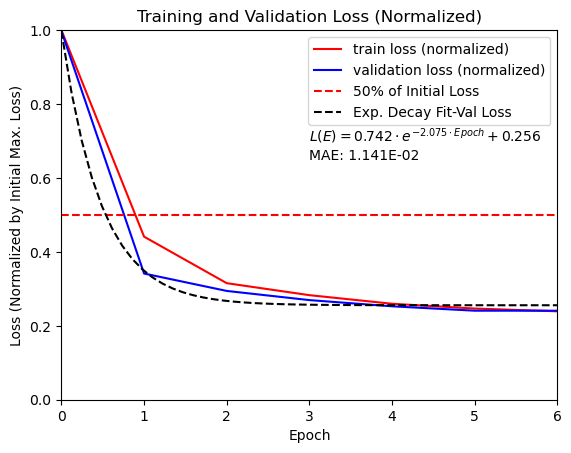 Training and Validation Loss (Normalized)
Loss (Normalized by Initial Max. Loss)
1.0
0.8
0.6
0.4
0.2
0.0
train loss (normalized)
validation loss (normalized)
50% of Initial Loss
Exp. Decay Fit-Val Loss
L(E) = 0.742 · e^{−2.075 · Epoch} + 0.256
MAE: 1.141E-02
0 1 2 3 4 5 6
Epoch